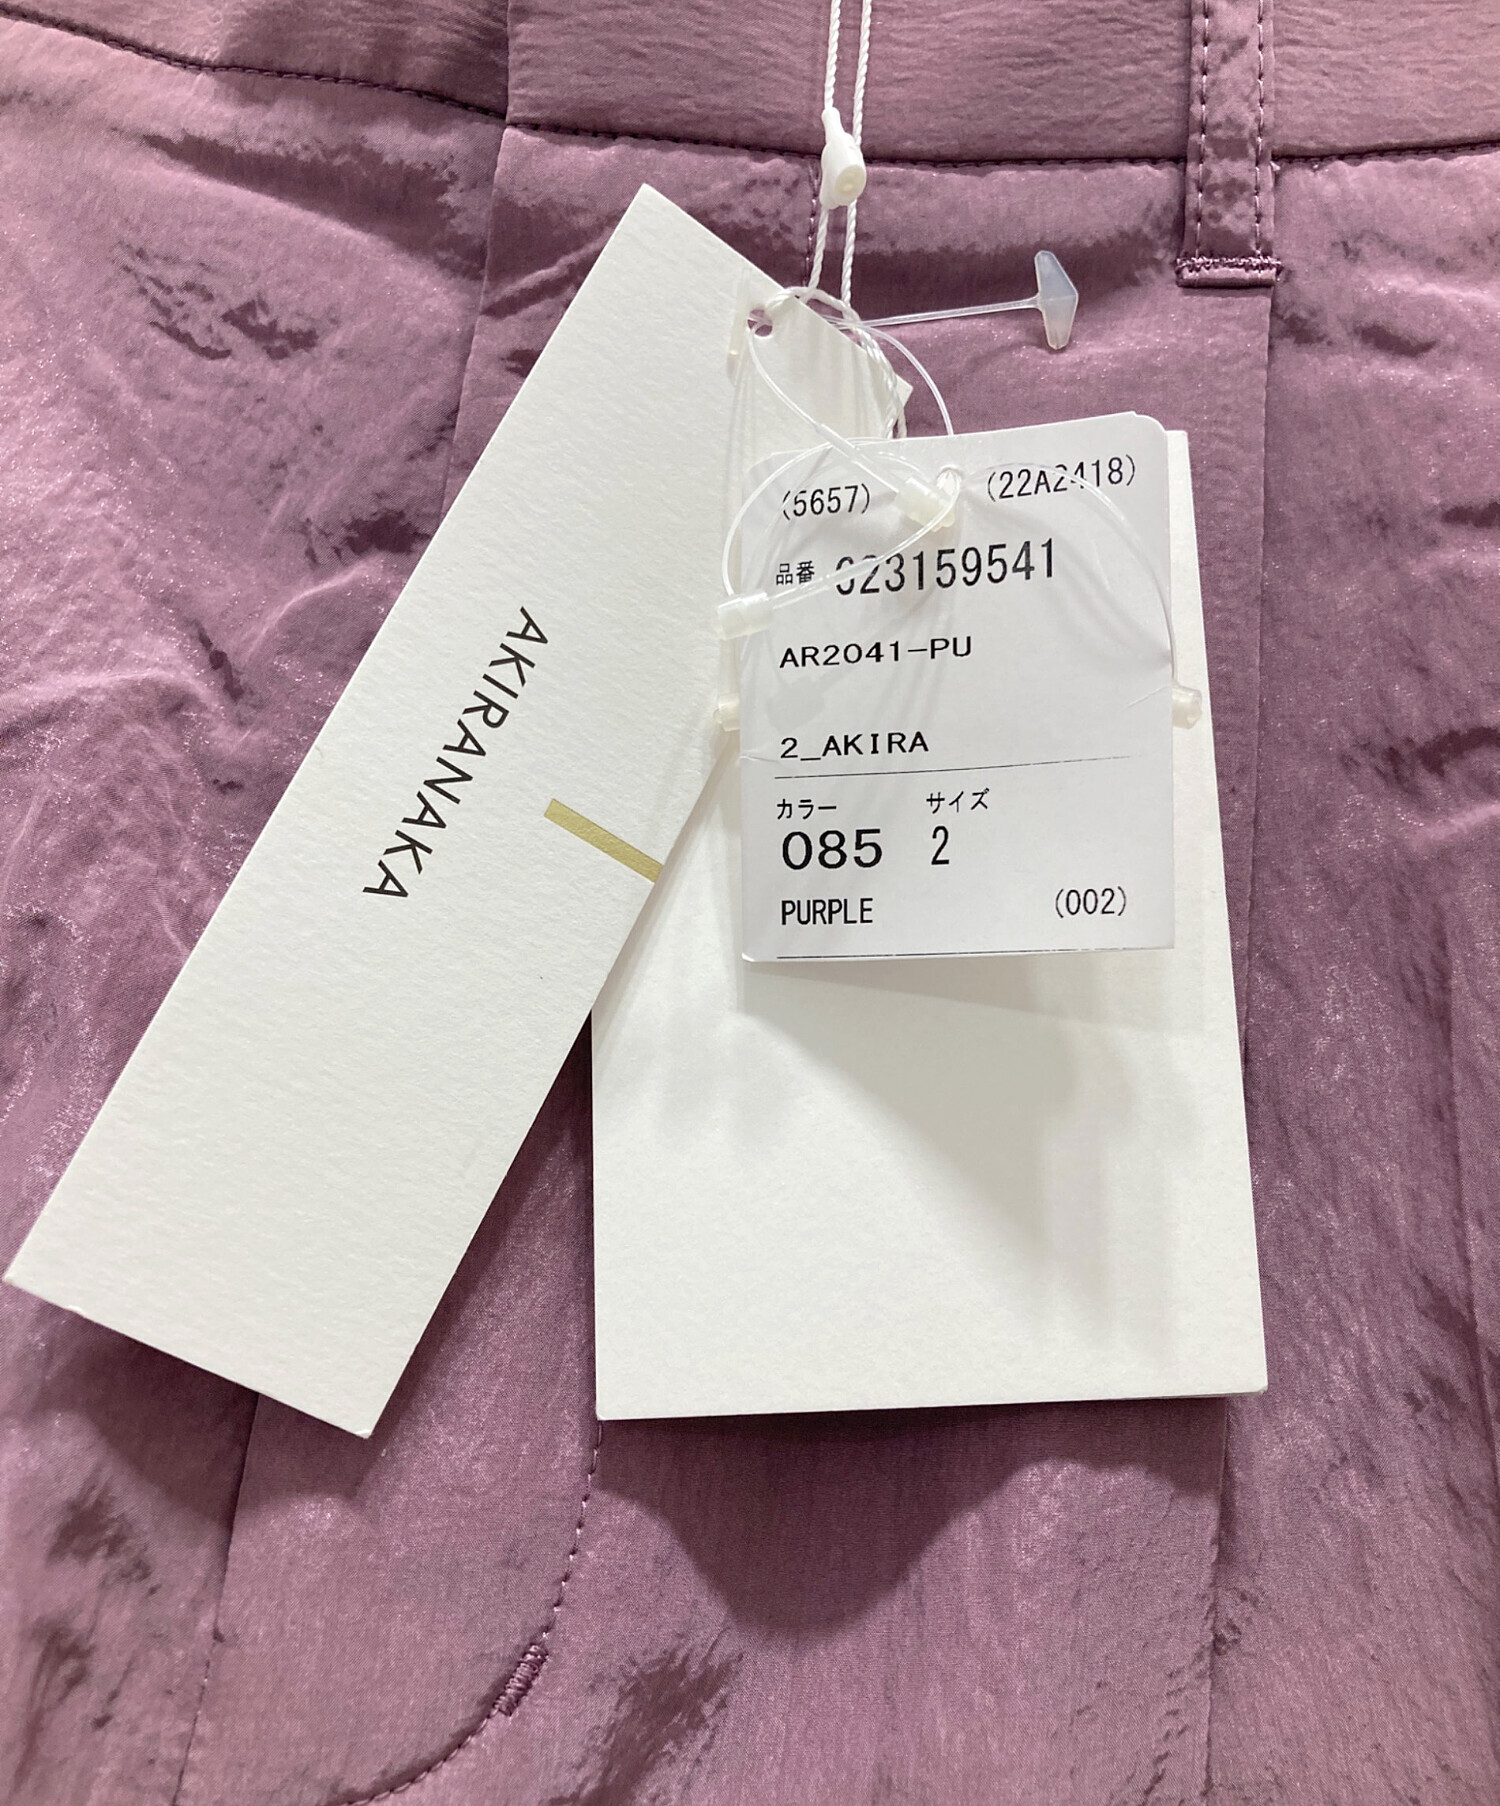 AKIRANAKA
(5657) (22A2418)
品番 023159541
AR2041-PU
2_AKIRA
カラー サイズ
085 2
PURPLE (002)